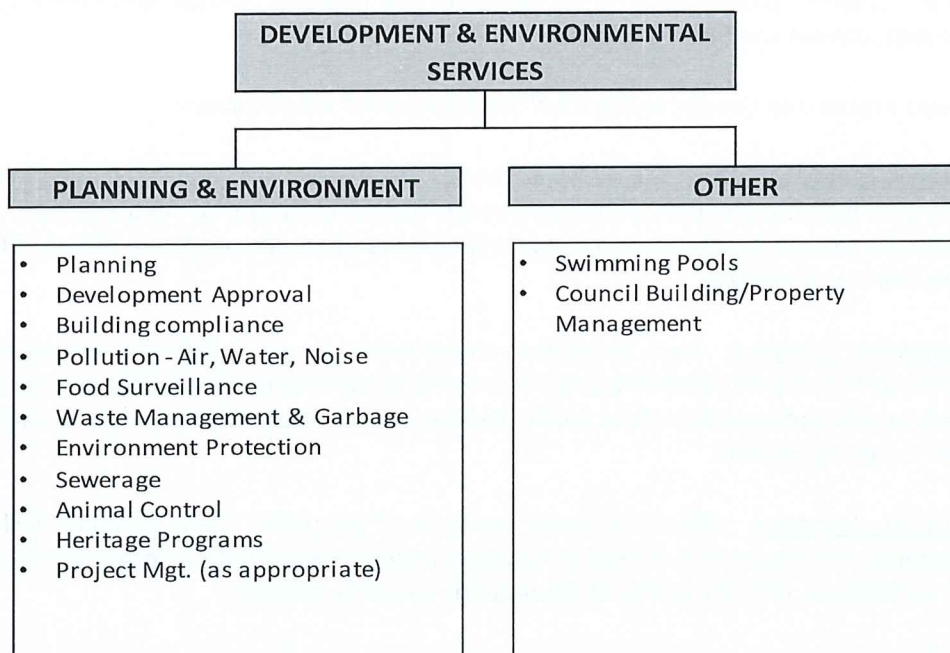 DEVELOPMENT & ENVIRONMENTAL
SERVICES
PLANNING & ENVIRONMENT
• Planning
• Development Approval
• Building compliance
• Pollution - Air, Water, Noise
• Food Surveillance
• Waste Management & Garbage
• Environment Protection
• Sewerage
• Animal Control
• Heritage Programs
• Project Mgt. (as appropriate)
OTHER
• Swimming Pools
• Council Building/Property
Management